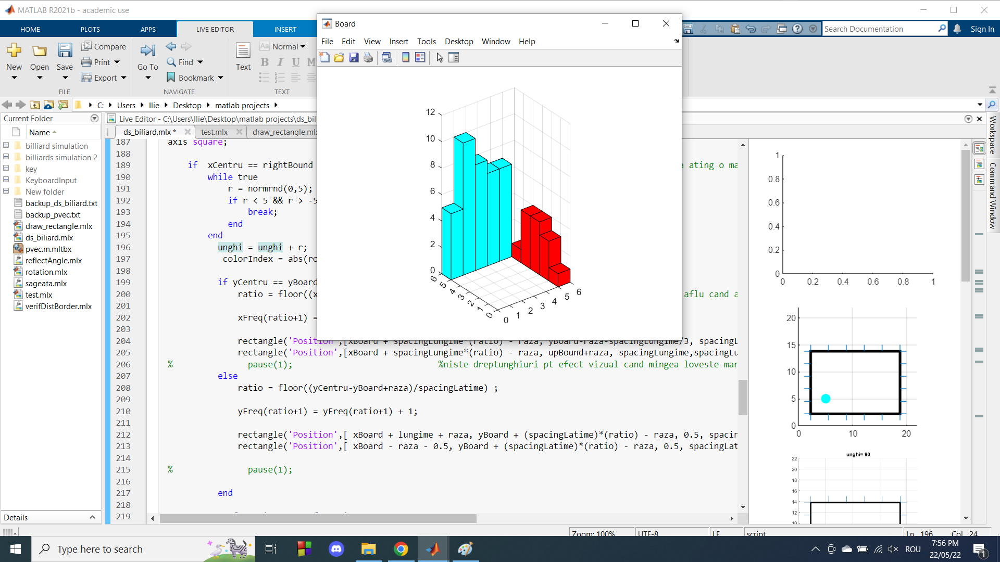 MATLAB R2021b - academic use
HOME PLOTS APPS LIVE EDITOR INSERT
Search Documentation Sign In
New Open Save Compare Print Export
FILE
Go To Find Bookmark
NAVIGATE
Text Normal
B I U M
TEXT
C: Users Ilie Desktop matlab projects
Current Folder
Name
billiard simulation
billiards simulation 2
key
KeyboardInput
New folder
backup_ds_biliard.txt
backup_pvec.txt
draw_rectangle.mlx
ds_biliard.mlx
pvec.m.mltbx
reflectAngle.mlx
rotation.mlx
sageata.mlx
test.mlx
verifDistBorder.mlx
Details
Live Editor - C:\Users\Ilie\Desktop\matlab projects\ds_bili
ds_biliard.mlx * test.mlx draw_rectangle.ml
187 axis square;
188
189 if xCentru == rightBound ating o ma
190 while true
191 r = normrnd(0,5);
192 if r < 5 && r > -5
193 break;
194 end
195 end
196 unghi = unghi + r;
197 colorIndex = abs(ro
198
199 if yCentru == yBoard
200 ratio = floor((x aflu cand a
201
202 xFreq(ratio+1) =
203
204 rectangle('Position',[xBoard + spacingLungime*(ratio) - raza, yBoard-raza-spacingLungime/3, spacingL
205 rectangle('Position',[xBoard + spacingLungime*(ratio) - raza, upBound+raza, spacingLungime,spacingLu
206 % pause(1); %niste dreptunghiuri pt efect vizual cand mingea loveste mar
207 else
208 ratio = floor((yCentru-yBoard+raza)/spacingLatime) ;
209
210 yFreq(ratio+1) = yFreq(ratio+1) + 1;
211
212 rectangle('Position',[ xBoard + lungime + raza, yBoard + (spacingLatime)*(ratio) - raza, 0.5, spacin
213 rectangle('Position',[ xBoard - raza - 0.5, yBoard + (spacingLatime)*(ratio) - raza, 0.5, spacingLat
214
215 % pause(1);
216
217 end
218
219
Board
File Edit View Insert Tools Desktop Window Help
12
10
8
6
4
2
0
6 5 4 3 2 1 0
0 1 2 3 4 5 6
1
0.8
0.6
0.4
0.2
0
0 0.2 0.4 0.6 0.8 1
20
15
10
5
0
0 10 20
unghi= 90
22
20
18
16
14
12
10
Workspace
Command Window
Zoom: 100% UTF-8 LF script Ln 196 Col 24
Type here to search
ROU
7:56 PM
22/05/22
1